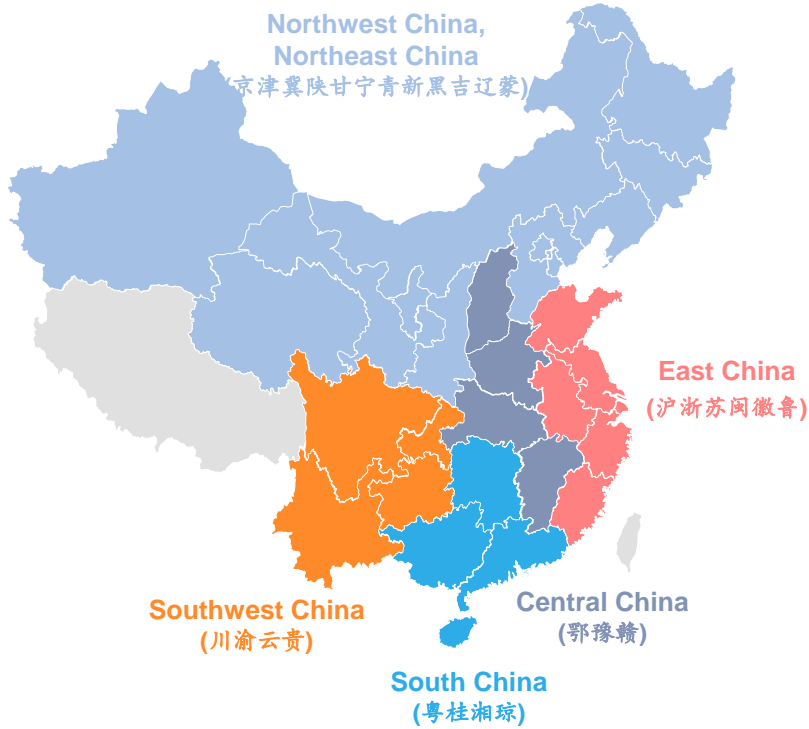 Northwest China,
Northeast China
(京津冀陕甘宁青新黑吉辽蒙)
East China
(沪浙苏闽徽鲁)
Southwest China
(川渝云贵)
Central China
(鄂豫赣)
South China
(粤桂湘琼)